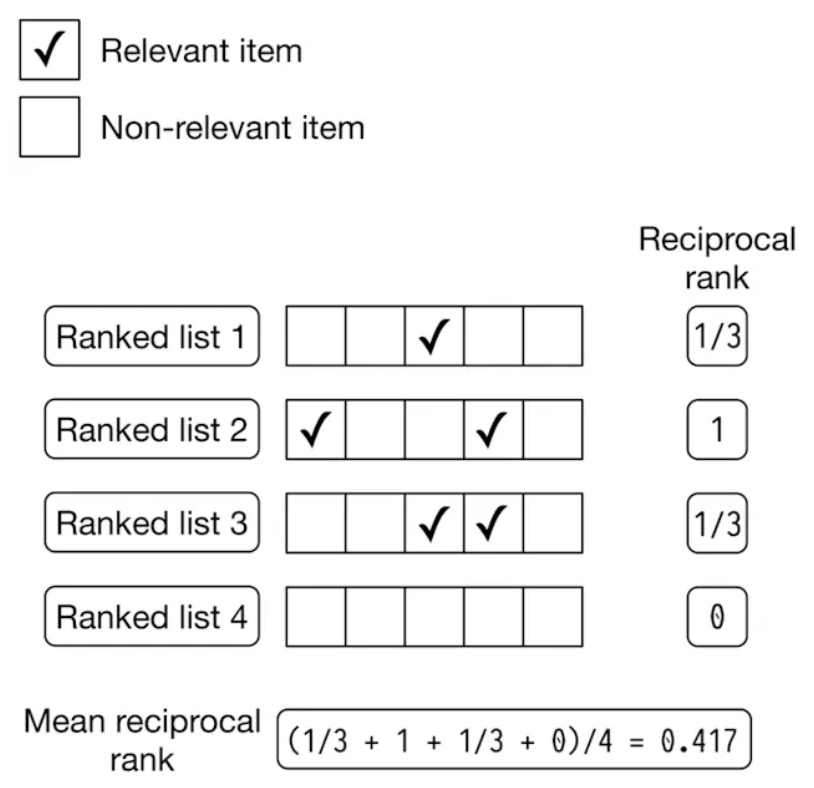 Relevant item
Non-relevant item
Reciprocal
rank
Ranked list 1
1/3
Ranked list 2
1
Ranked list 3
1/3
Ranked list 4
0
Mean reciprocal
rank
(1/3 + 1 + 1/3 + 0)/4 = 0.417